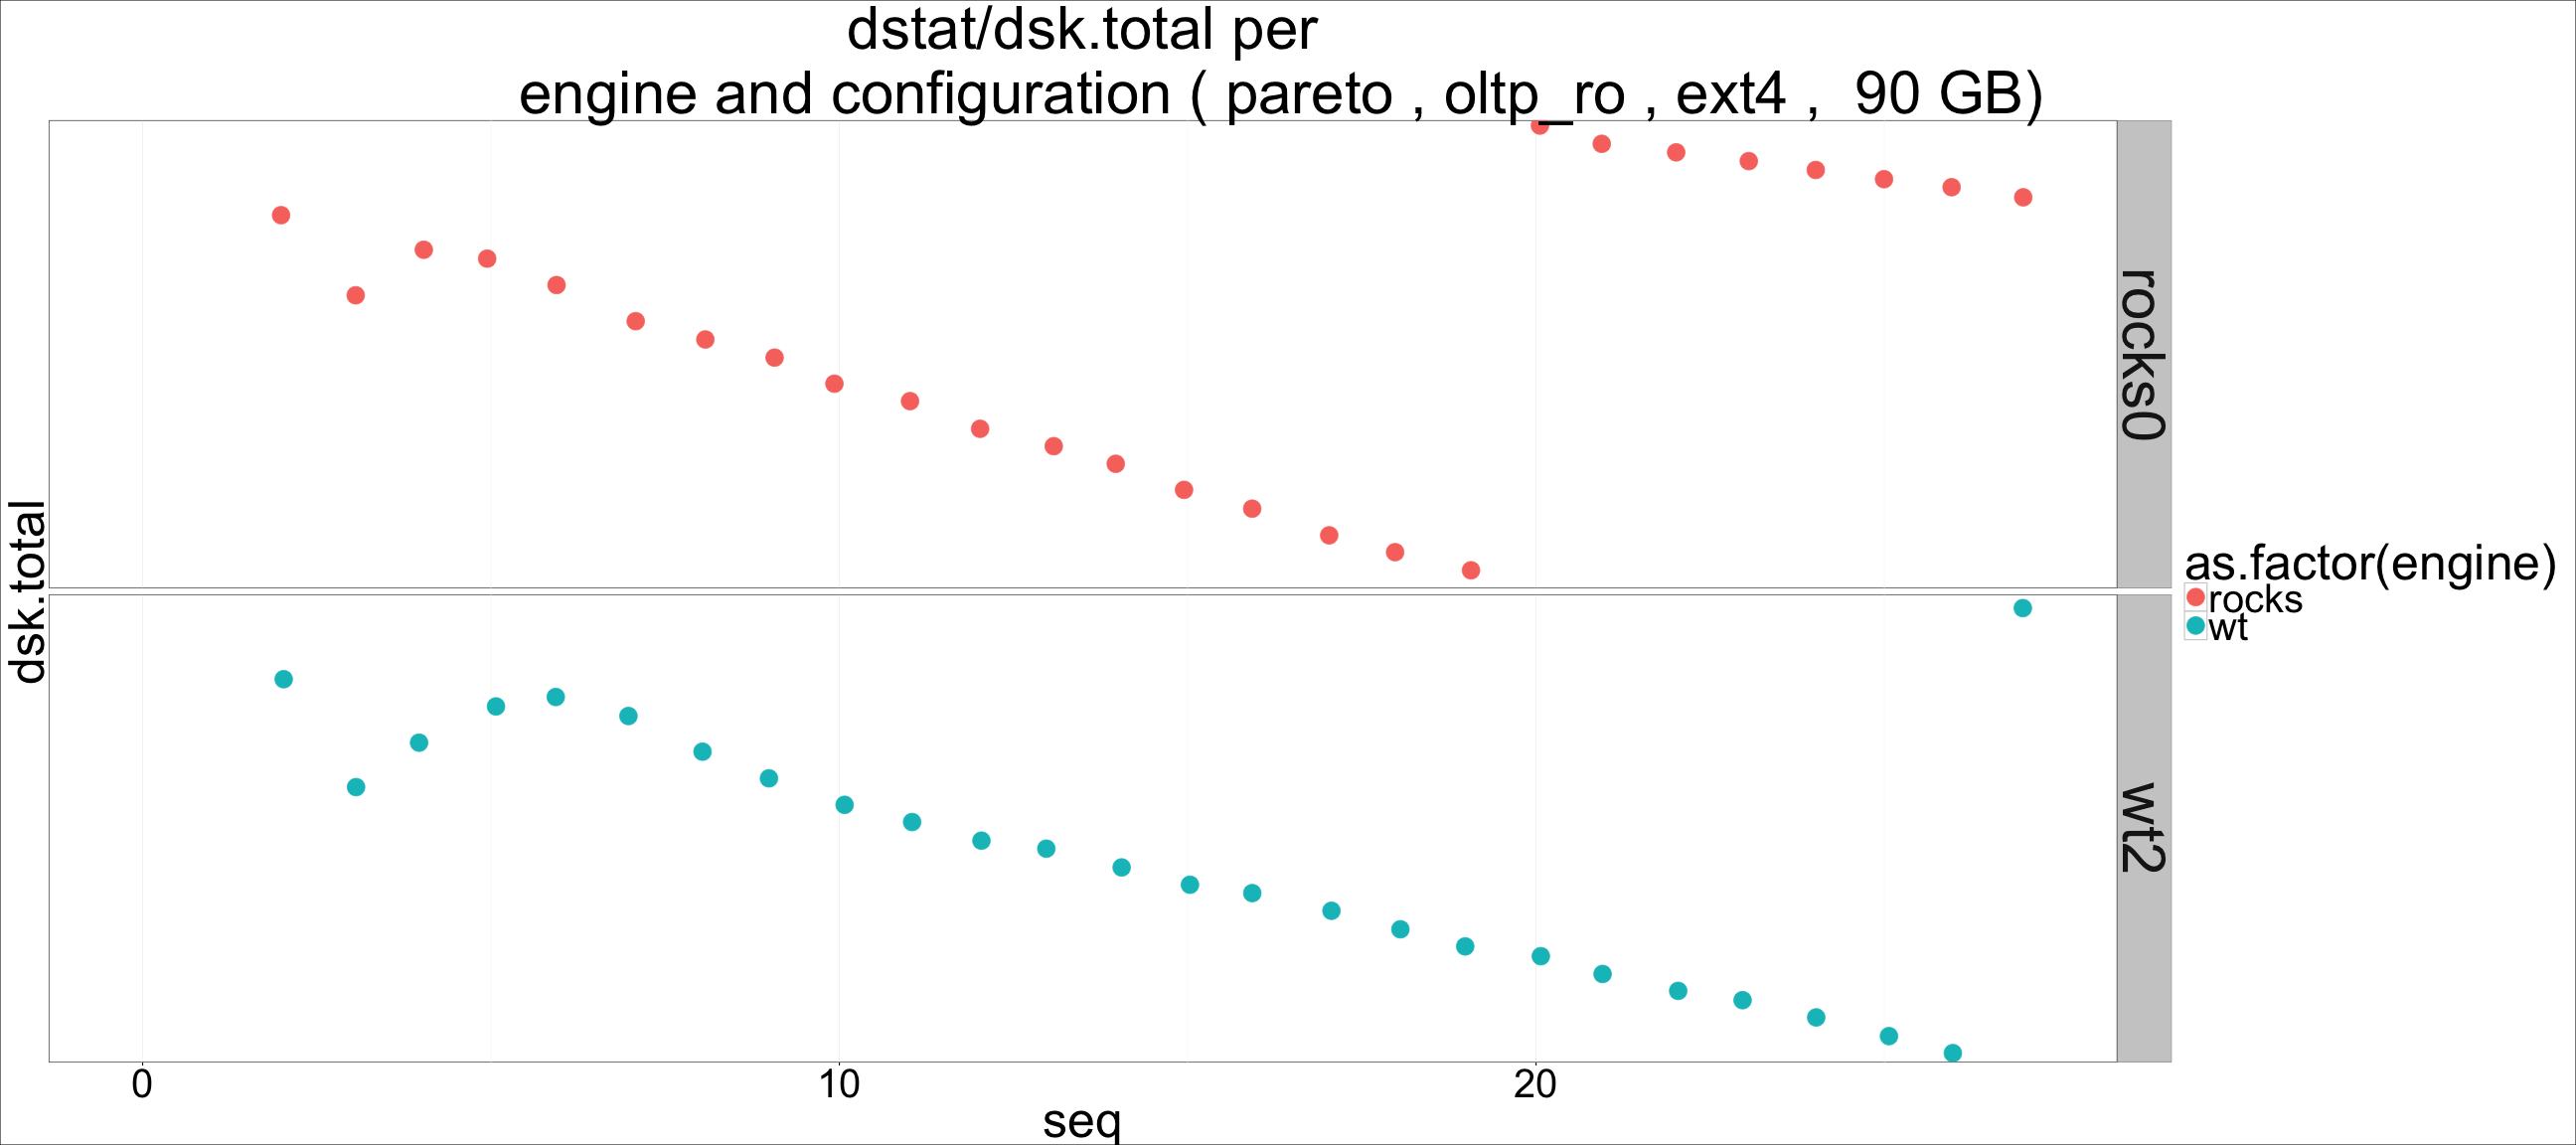 dstat/dsk.total per
engine and configuration ( pareto , oltp_ro , ext4 ,  90 GB)
dsk.total
rocks0
wt2
0
10
20
seq
as.factor(engine)
rocks
wt